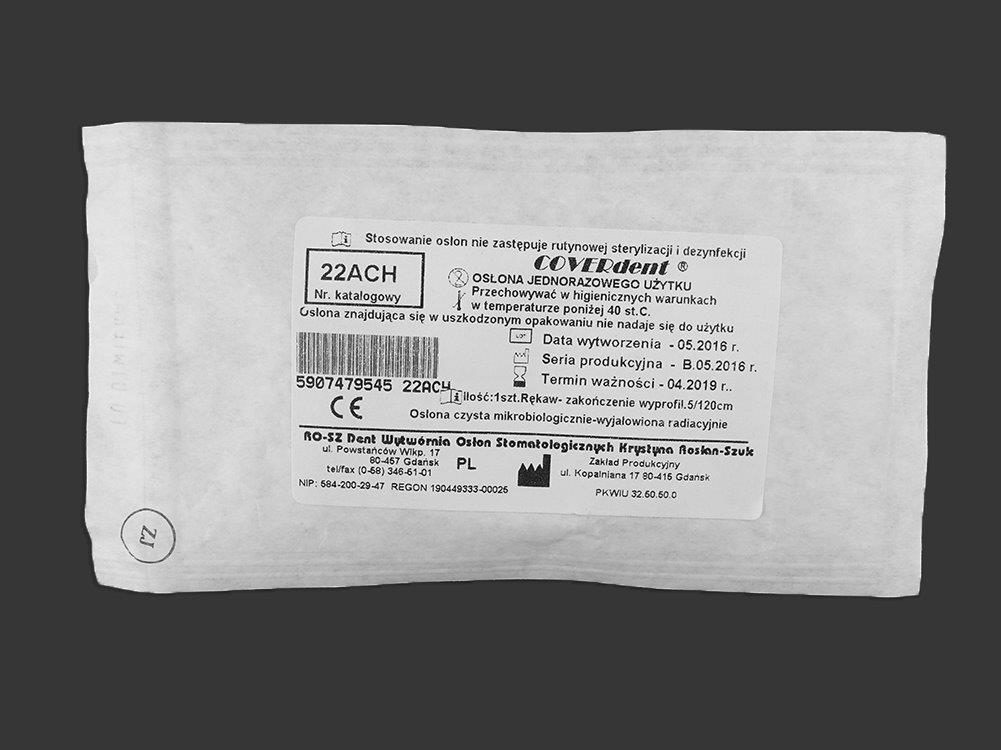 Stosowanie osłon nie zastępuje rutynowej sterylizacji i dezynfekcji
COVERdent ®
22ACH
Nr. katalogowy
OSŁONA JEDNORAZOWEGO UŻYTKU
Przechowywać w higienicznych warunkach
w temperaturze poniżej 40 st.C.
Osłona znajdująca się w uszkodzonym opakowaniu nie nadaje się do użytku
LOT Data wytworzenia - 05.2016 r.
Seria produkcyjna - B.05.2016 r.
Termin ważności - 04.2019 r..
5907479545 22ACH
ilość:1szt.Rękaw- zakończenie wyprofil.5/120cm
CE
Osłona czysta mikrobiologicznie-wyjałowiona radiacyjnie
RO-SZ Dent Wytwórnia Osłon Stomatologicznych Krystyna Rosłan-Szuk
ul. Powstańców Wlkp. 17
80-457 Gdańsk
tel/fax (0-58) 346-51-01
PL
Zakład Produkcyjny
ul. Kopalniana 17 80-415 Gdańsk
NIP: 584-200-29-47 REGON 190449333-00025
PKWIU 32.50.50.0
ZJ